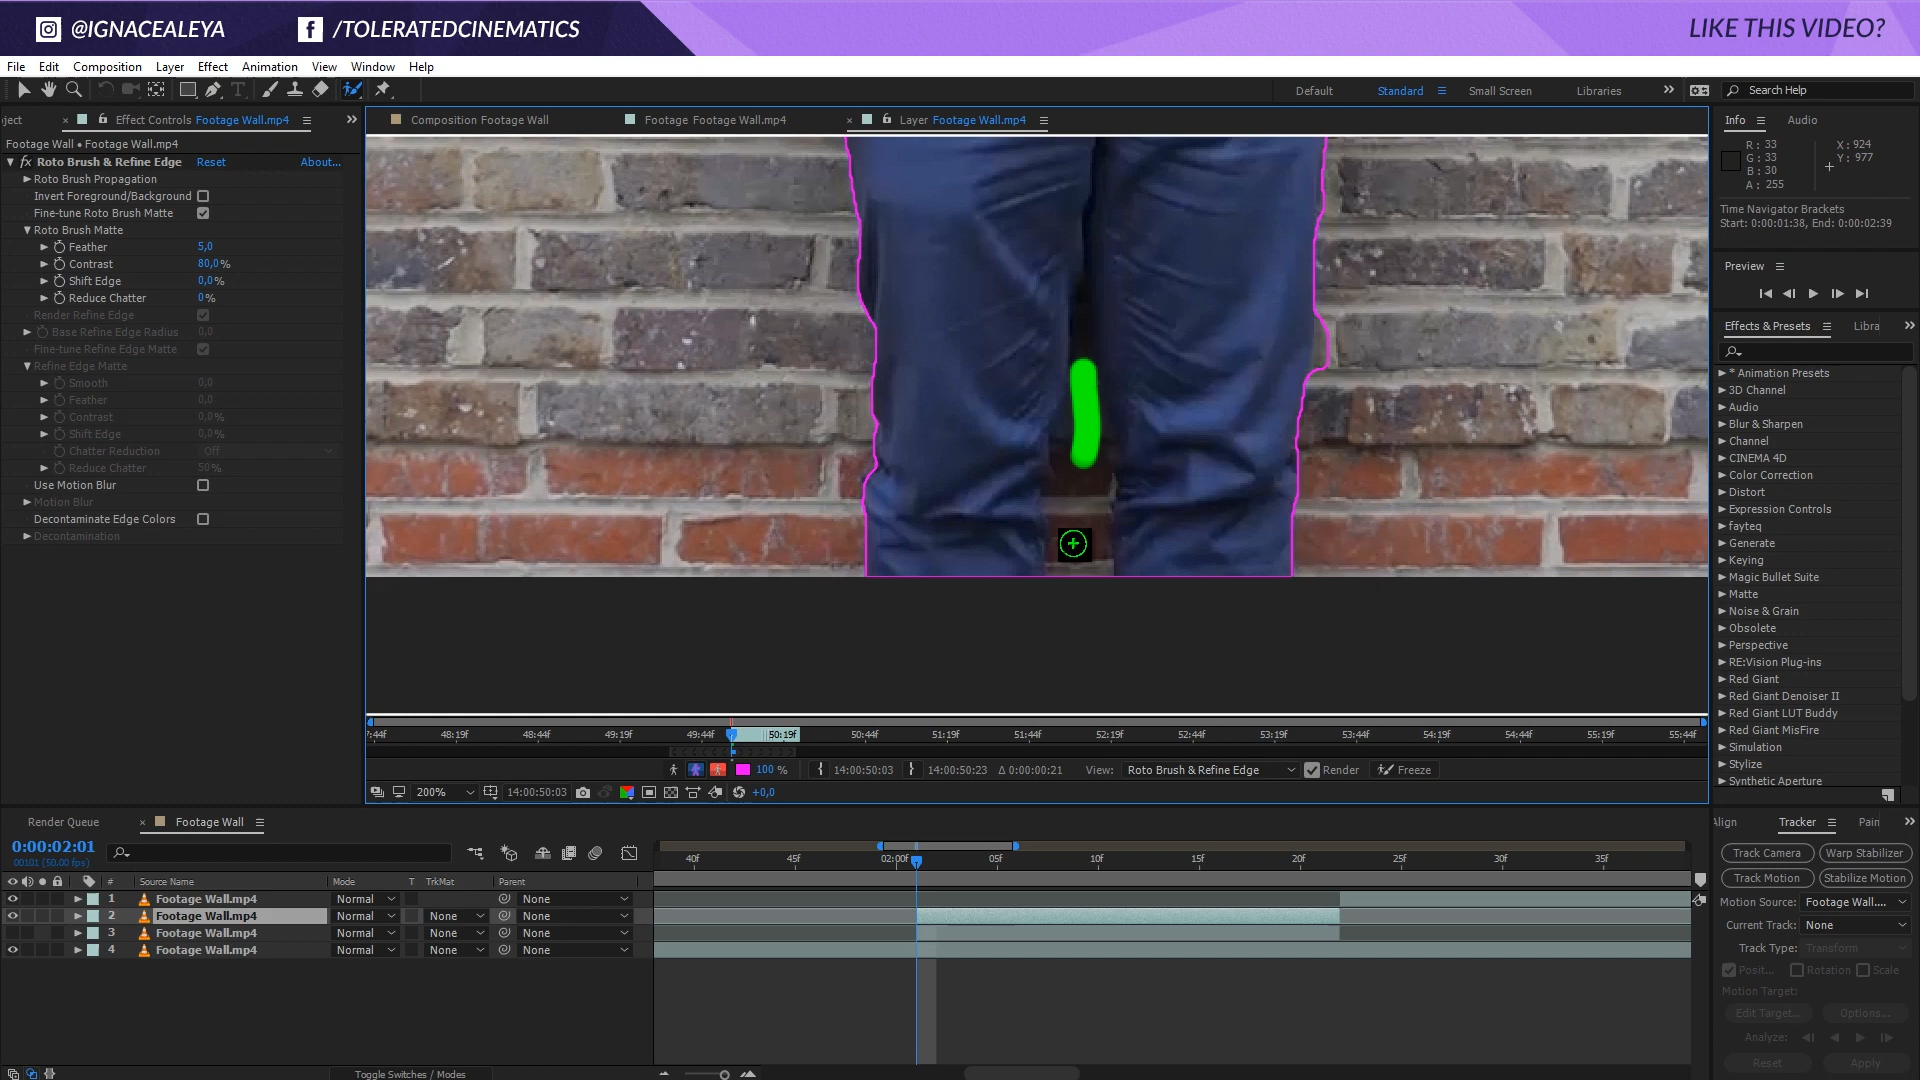 @IGNACEALEYA
/TOLERATEDCINEMATICS
LIKE THIS VIDEO?
File Edit Composition Layer Effect Animation View Window Help
Default Standard Small Screen Libraries Search Help
ject Effect Controls Footage Wall.mp4
Composition Footage Wall
Footage Footage Wall.mp4
Layer Footage Wall.mp4
Footage Wall • Footage Wall.mp4
fx Roto Brush & Refine Edge Reset About...
Roto Brush Propagation
Invert Foreground/Background
Fine-tune Roto Brush Matte
Roto Brush Matte
Feather 5,0
Contrast 80,0%
Shift Edge 0,0%
Reduce Chatter 0%
Render Refine Edge
Base Refine Edge Radius 0,0
Fine-tune Refine Edge Matte
Refine Edge Matte
Smooth 0,0
Feather 0,0
Contrast 0,0%
Shift Edge 0,0%
Chatter Reduction Off
Reduce Chatter 50%
Use Motion Blur
Motion Blur
Decontaminate Edge Colors
Decontamination
Info Audio
R: 33 X: 924
G: 33 Y: 977
B: 30
A: 255
Time Navigator Brackets
Start: 0:00:01:38, End: 0:00:02:39
Preview
Effects & Presets Libra
* Animation Presets
3D Channel
Audio
Blur & Sharpen
Channel
CINEMA 4D
Color Correction
Distort
Expression Controls
fayteq
Generate
Keying
Magic Bullet Suite
Matte
Noise & Grain
Obsolete
Perspective
RE:Vision Plug-ins
Red Giant
Red Giant Denoiser II
Red Giant LUT Buddy
Red Giant MisFire
Simulation
Stylize
Synthetic Aperture
7:44f 48:19f 48:44f 49:19f 49:44f 50:19f 50:44f 51:19f 51:44f 52:19f 52:44f 53:19f 53:44f 54:19f 54:44f 55:19f 55:44f
100 % 14:00:50:03 14:00:50:23 Δ 0:00:00:21 View: Roto Brush & Refine Edge Render Freeze
200% 14:00:50:03 +0,0
Render Queue Footage Wall
0:00:02:01
00101 (50.00 fps)
40f 45f 02:00f 05f 10f 15f 20f 25f 30f 35f
# Source Name Mode T TrkMat Parent
1 Footage Wall.mp4 Normal None
2 Footage Wall.mp4 Normal None None
3 Footage Wall.mp4 Normal None None
4 Footage Wall.mp4 Normal None None
Toggle Switches / Modes
Align Tracker Pain
Track Camera Warp Stabilizer
Track Motion Stabilize Motion
Motion Source: Footage Wall....
Current Track: None
Track Type: Transform
Posit... Rotation Scale
Motion Target:
Edit Target... Options...
Analyze:
Reset Apply